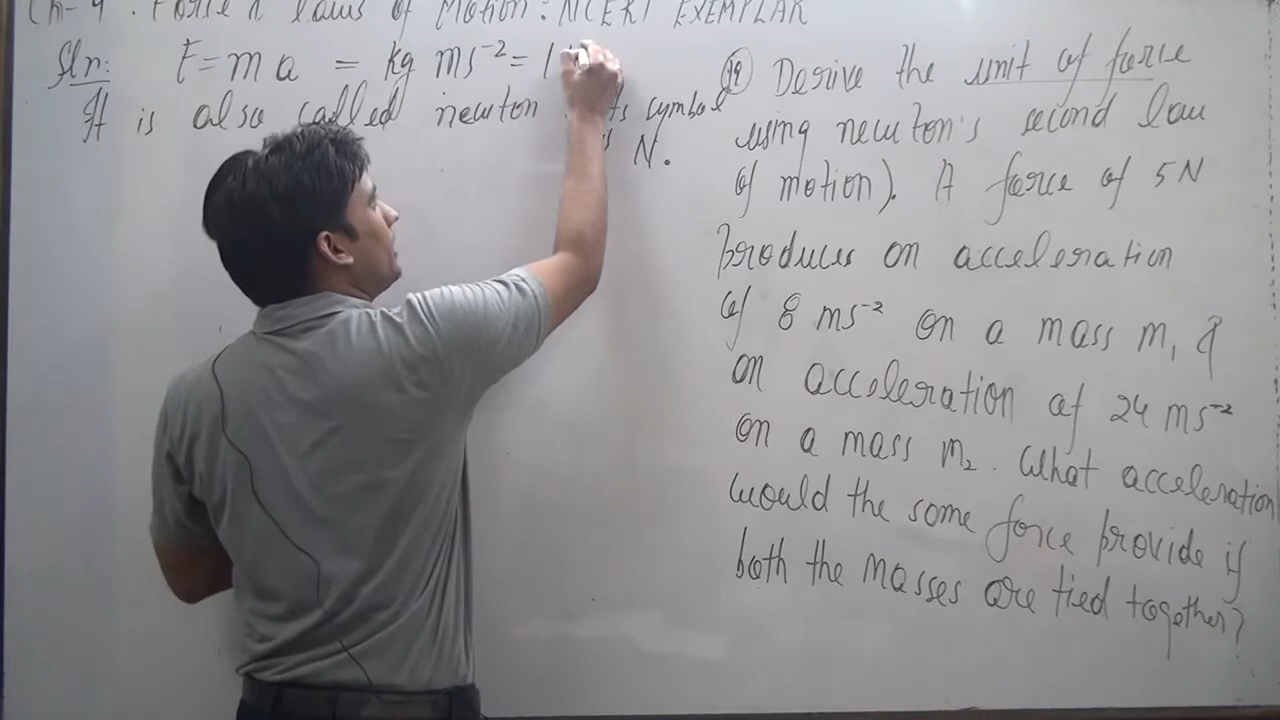 Ch-9. Force & laws of Motion: NCERT EXEMPLAR
Sln: F=ma = kg ms⁻² = 1
It is also called newton. Its symbol
is N.
Derive the unit of force
using newton's second law
of motion). A force of 5N
produces an acceleration
of 8 ms⁻² on a mass m₁ &
an acceleration of 24 ms⁻²
on a mass m₂. What acceleration
would the same force provide if
both the masses are tied together?